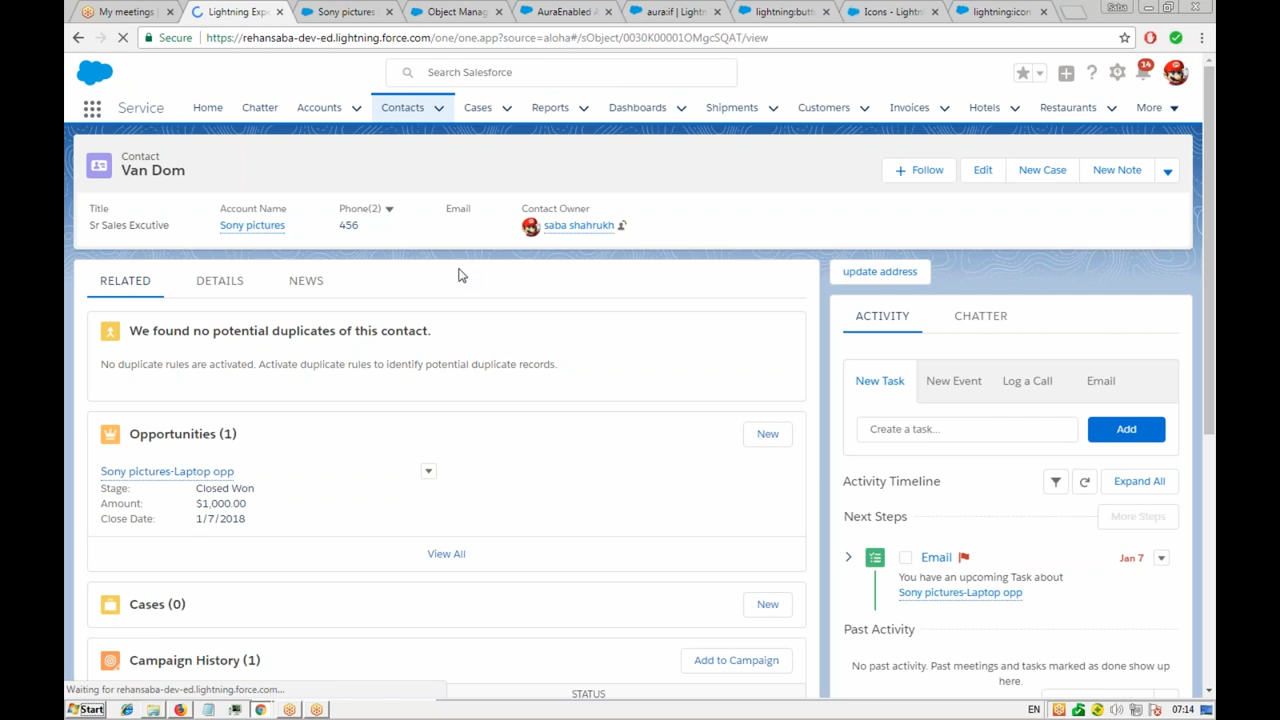 My meetings
Lightning Exp
Sony pictures
Object Manag
AuraEnabled A
aura:if | Lightn
lightning:butt
Icons - Lightn
lightning:icon
Saba
Secure
https://rehansaba-dev-ed.lightning.force.com/one/one.app?source=aloha#/sObject/0030K00001OMgcSQAT/view
Search Salesforce
14
Service
Home
Chatter
Accounts
Contacts
Cases
Reports
Dashboards
Shipments
Customers
Invoices
Hotels
Restaurants
More
Contact
Van Dom
+ Follow
Edit
New Case
New Note
Title
Account Name
Phone(2)
Email
Contact Owner
Sr Sales Excutive
Sony pictures
456
saba shahrukh
RELATED
DETAILS
NEWS
update address
We found no potential duplicates of this contact.
No duplicate rules are activated. Activate duplicate rules to identify potential duplicate records.
Opportunities (1)
New
Sony pictures-Laptop opp
Stage: Closed Won
Amount: $1,000.00
Close Date: 1/7/2018
View All
Cases (0)
New
Campaign History (1)
Add to Campaign
STATUS
ACTIVITY
CHATTER
New Task
New Event
Log a Call
Email
Create a task...
Add
Activity Timeline
Expand All
Next Steps
More Steps
Email
Jan 7
You have an upcoming Task about
Sony pictures-Laptop opp
Past Activity
No past activity. Past meetings and tasks marked as done show up
here.
Waiting for rehansaba-dev-ed.lightning.force.com...
Start
EN
07:14